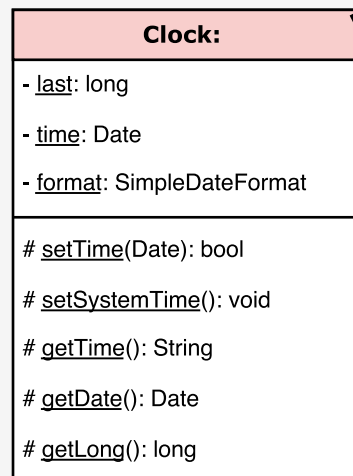 Clock:
- last: long
- time: Date
- format: SimpleDateFormat
# setTime(Date): bool
# setSystemTime(): void
# getTime(): String
# getDate(): Date
# getLong(): long